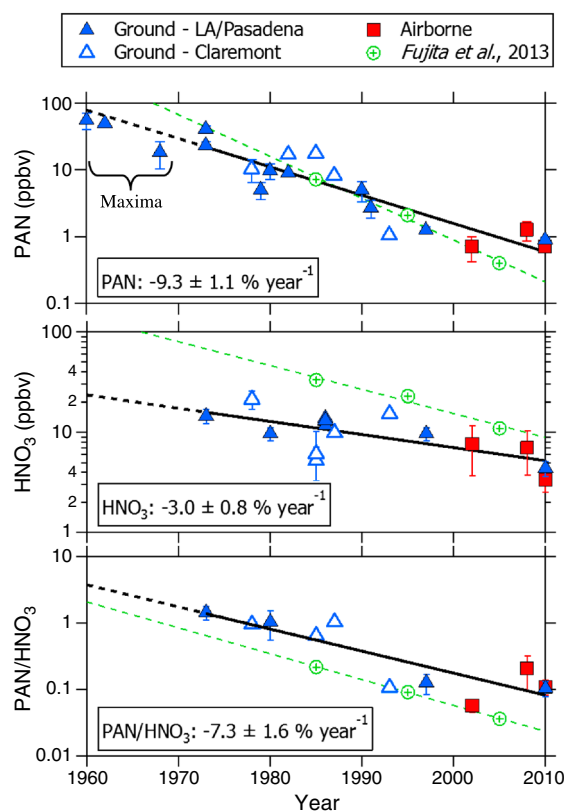 Ground - LA/Pasadena
Airborne
Ground - Claremont
Fujita et al., 2013
100
10
1
0.1
PAN (ppbv)
Maxima
PAN: -9.3 ± 1.1 % year⁻¹
100
4
2
10
4
2
1
HNO₃ (ppbv)
HNO₃: -3.0 ± 0.8 % year⁻¹
10
1
0.1
0.01
PAN/HNO₃
PAN/HNO₃: -7.3 ± 1.6 % year⁻¹
1960 1970 1980 1990 2000 2010
Year